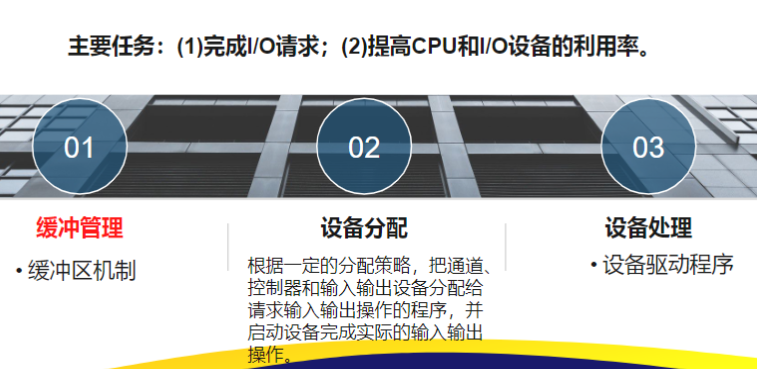 主要任务：(1)完成I/O请求；(2)提高CPU和I/O设备的利用率。
01
02
03
缓冲管理
• 缓冲区机制
设备分配
根据一定的分配策略，把通道、
控制器和输入输出设备分配给
请求输入输出操作的程序，并
启动设备完成实际的输入输出
操作。
设备处理
• 设备驱动程序